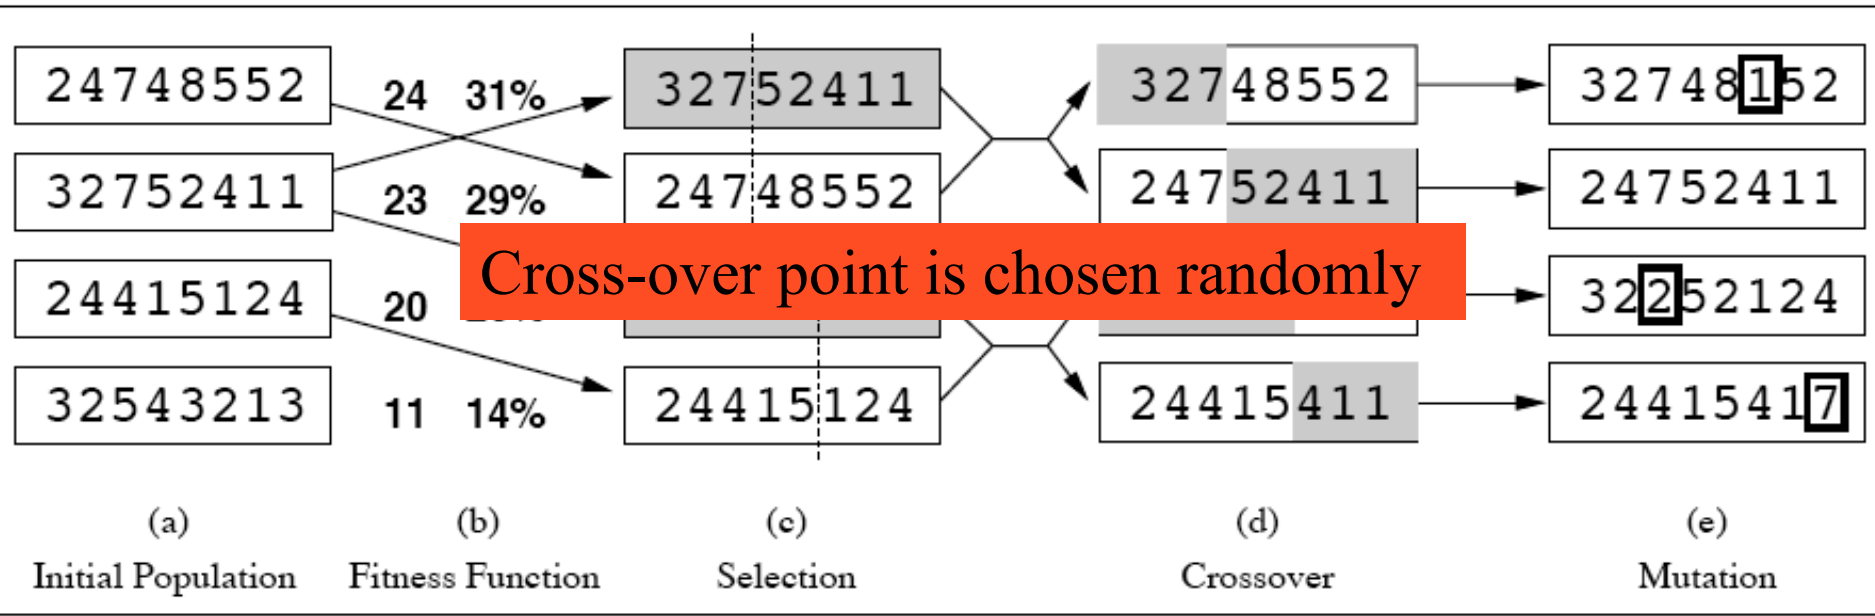 24748552 24 31% 32752411 32748552 32748152
32752411 23 29% 24748552 24752411 24752411
Cross-over point is chosen randomly
24415124 20 32252124
32543213 11 14% 24415124 24415411 24415417
(a) (b) (c) (d) (e)
Initial Population Fitness Function Selection Crossover Mutation